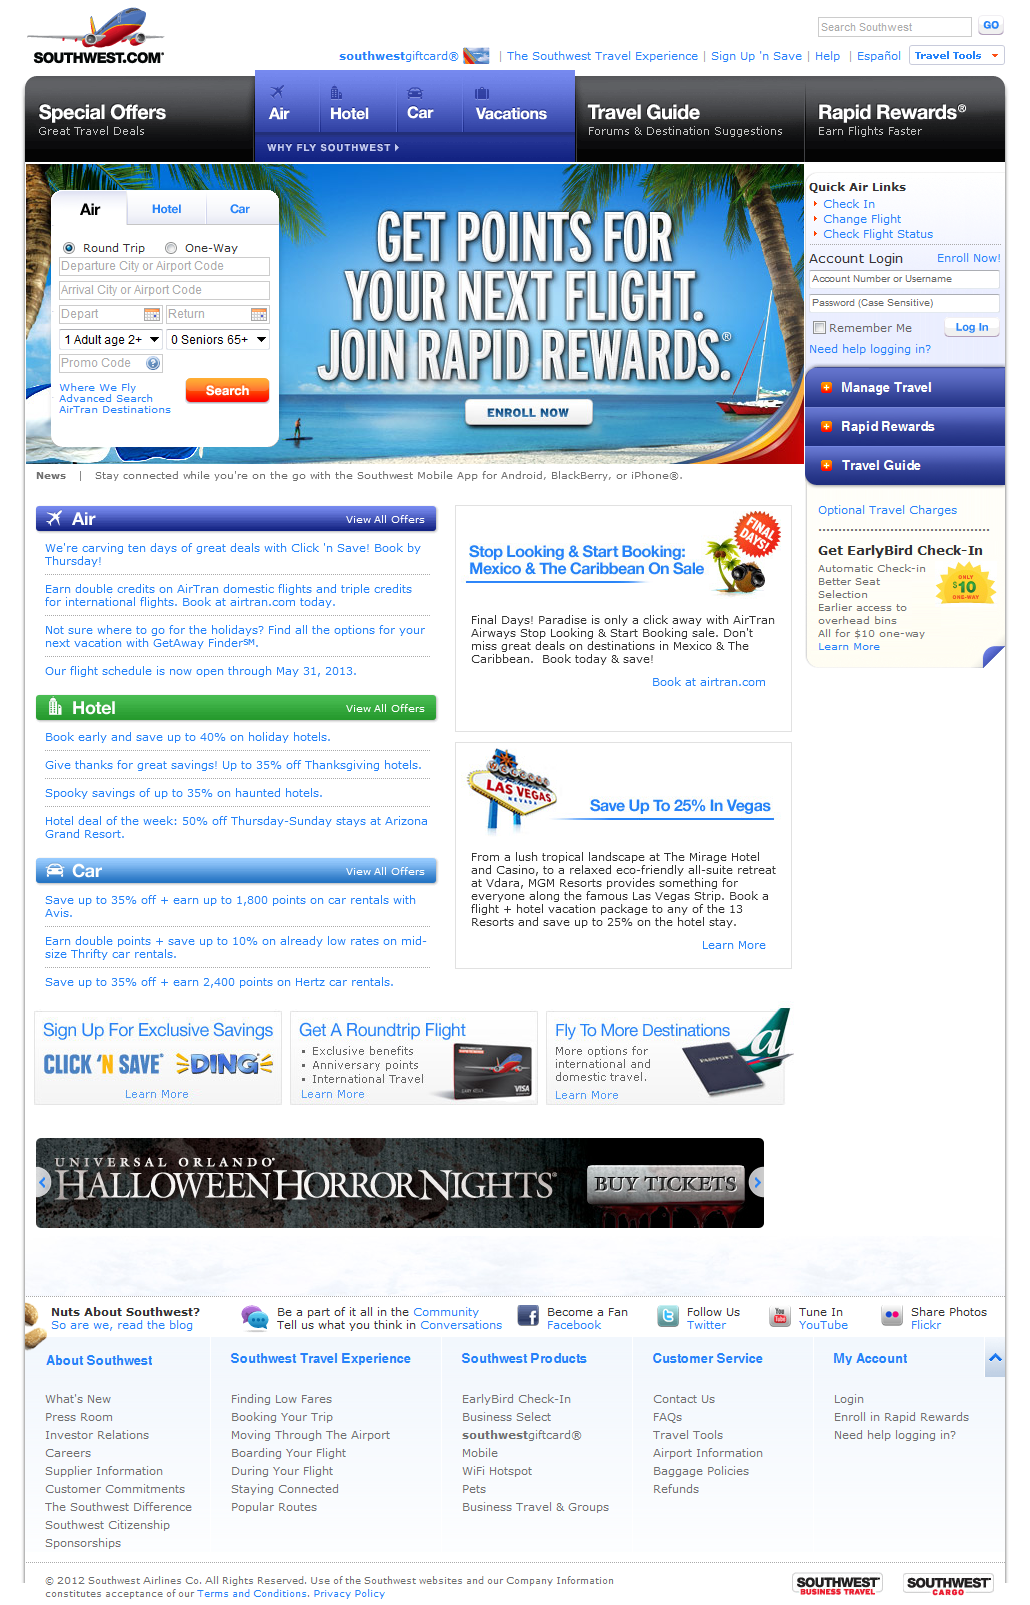 SOUTHWEST.COM®
Search Southwest
GO
southwestgiftcard® | The Southwest Travel Experience | Sign Up 'n Save | Help | Español
Travel Tools
Special Offers
Great Travel Deals
Air
Hotel
Car
Vacations
WHY FLY SOUTHWEST
Travel Guide
Forums & Destination Suggestions
Rapid Rewards®
Earn Flights Faster
Air
Hotel
Car
Round Trip
One-Way
Departure City or Airport Code
Arrival City or Airport Code
Depart
Return
1 Adult age 2+
0 Seniors 65+
Promo Code
?
Where We Fly
Advanced Search
AirTran Destinations
Search
GET POINTS FOR
YOUR NEXT FLIGHT.
JOIN RAPID REWARDS.®
ENROLL NOW
Quick Air Links
Check In
Change Flight
Check Flight Status
Account Login
Enroll Now!
Account Number or Username
Password (Case Sensitive)
Remember Me
Log In
Need help logging in?
Manage Travel
Rapid Rewards
Travel Guide
Optional Travel Charges
Get EarlyBird Check-In
Automatic Check-in
Better Seat
Selection
Earlier access to
overhead bins
All for $10 one-way
Learn More
ONLY
$10
ONE-WAY
News | Stay connected while you're on the go with the Southwest Mobile App for Android, BlackBerry, or iPhone®.
Air
View All Offers
We're carving ten days of great deals with Click 'n Save! Book by
Thursday!
Earn double credits on AirTran domestic flights and triple credits
for international flights. Book at airtran.com today.
Not sure where to go for the holidays? Find all the options for your
next vacation with GetAway Finder℠.
Our flight schedule is now open through May 31, 2013.
Hotel
View All Offers
Book early and save up to 40% on holiday hotels.
Give thanks for great savings! Up to 35% off Thanksgiving hotels.
Spooky savings of up to 35% on haunted hotels.
Hotel deal of the week: 50% off Thursday-Sunday stays at Arizona
Grand Resort.
Car
View All Offers
Save up to 35% off + earn up to 1,800 points on car rentals with
Avis.
Earn double points + save up to 10% on already low rates on mid-
size Thrifty car rentals.
Save up to 35% off + earn 2,400 points on Hertz car rentals.
FINAL
DAYS!
Stop Looking & Start Booking:
Mexico & The Caribbean On Sale
Final Days! Paradise is only a click away with AirTran
Airways Stop Looking & Start Booking sale. Don't
miss great deals on destinations in Mexico & The
Caribbean. Book today & save!
Book at airtran.com
LAS VEGAS
NEVADA
Save Up To 25% In Vegas
From a lush tropical landscape at The Mirage Hotel
and Casino, to a relaxed eco-friendly all-suite retreat
at Vdara, MGM Resorts provides something for
everyone along the famous Las Vegas Strip. Book a
flight + hotel vacation package to any of the 13
Resorts and save up to 25% on the hotel stay.
Learn More
Sign Up For Exclusive Savings
CLICK 'N SAVE®
DING!
Learn More
Get A Roundtrip Flight
Exclusive benefits
Anniversary points
International Travel
Learn More
VISA
Fly To More Destinations
More options for
international and
domestic travel.
Learn More
PASSPORT
a
UNIVERSAL ORLANDO®
HALLOWEEN HORROR NIGHTS®
BUY TICKETS
Nuts About Southwest?
So are we, read the blog
Be a part of it all in the Community
Tell us what you think in Conversations
Become a Fan
Facebook
Follow Us
Twitter
You
Tube
Tune In
YouTube
Share Photos
Flickr
About Southwest
What's New
Press Room
Investor Relations
Careers
Supplier Information
Customer Commitments
The Southwest Difference
Southwest Citizenship
Sponsorships
Southwest Travel Experience
Finding Low Fares
Booking Your Trip
Moving Through The Airport
Boarding Your Flight
During Your Flight
Staying Connected
Popular Routes
Southwest Products
EarlyBird Check-In
Business Select
southwestgiftcard®
Mobile
WiFi Hotspot
Pets
Business Travel & Groups
Customer Service
Contact Us
FAQs
Travel Tools
Airport Information
Baggage Policies
Refunds
My Account
Login
Enroll in Rapid Rewards
Need help logging in?
© 2012 Southwest Airlines Co. All Rights Reserved. Use of the Southwest websites and our Company Information
constitutes acceptance of our Terms and Conditions. Privacy Policy
SOUTHWEST
BUSINESS TRAVEL
SOUTHWEST
CARGO